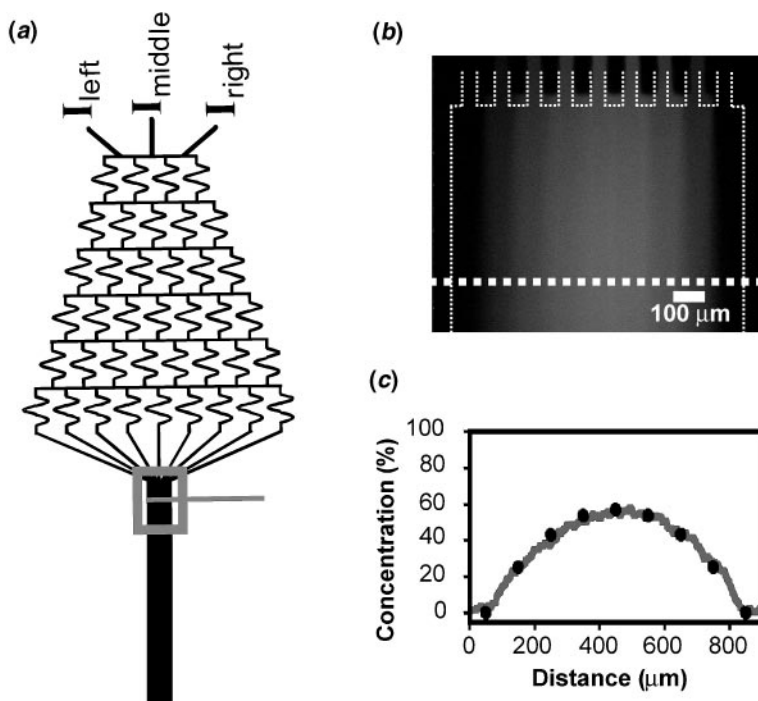 (a)
I left
I middle
I right
(b)
100 μm
(c)
100
80
60
40
20
0
Concentration (%)
0 200 400 600 800
Distance (μm)